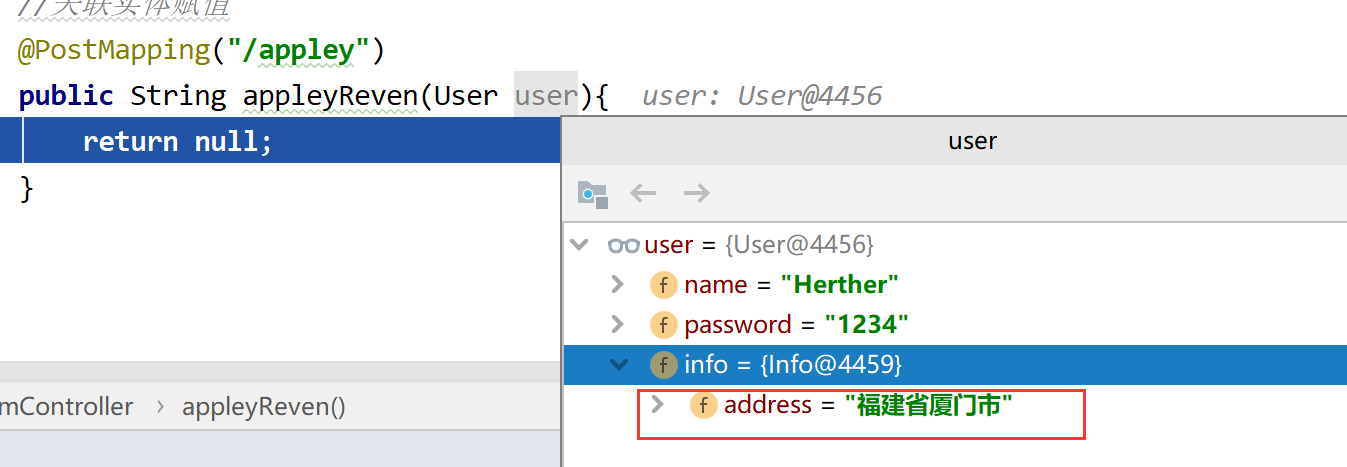 //关联实体赋值
@PostMapping("/appley")
public String appleyReven(User user){ user: User@4456
return null;
}
user
user = {User@4456}
name = "Herther"
password = "1234"
info = {Info@4459}
address = "福建省厦门市"
mController › appleyReven()